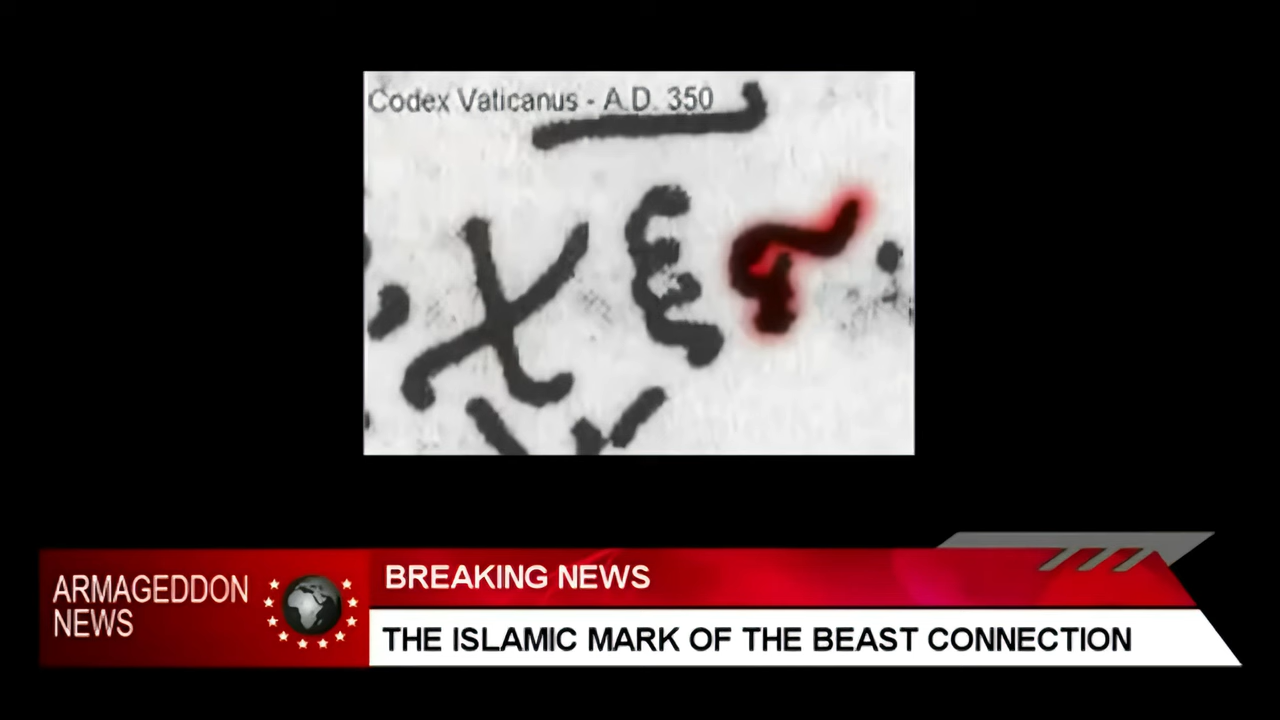 Codex Vaticanus - A.D. 350
χξϛ
ARMAGEDDON
NEWS
BREAKING NEWS
THE ISLAMIC MARK OF THE BEAST CONNECTION